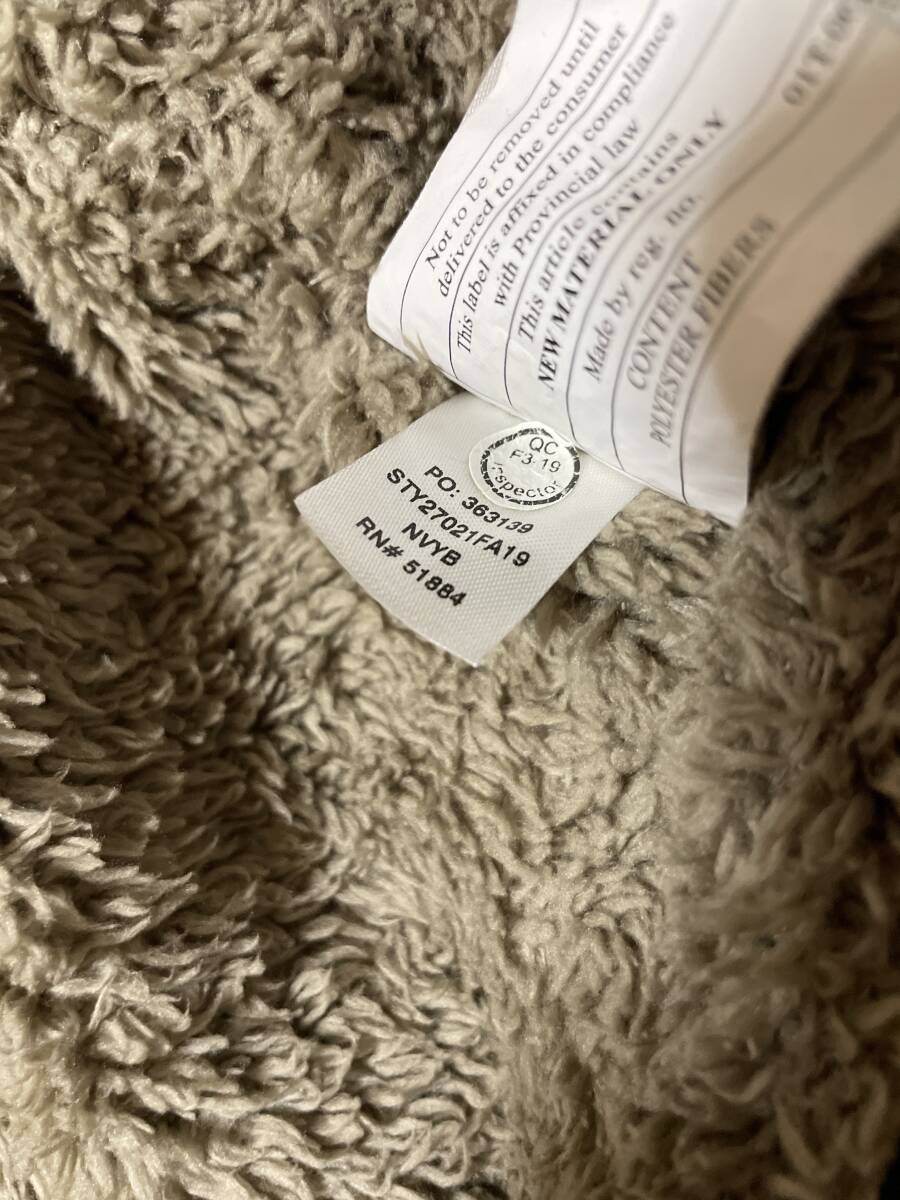 Not to be removed until
delivered to the consumer
This label is affixed in compliance
with Provincial law
This article contains
NEW MATERIAL ONLY
Made by reg. no.
CONTENT
POLYESTER FIBERS
QC
F3-19
Inspector
PO: 363139
STY27021FA19
NVYB
RN# 51884